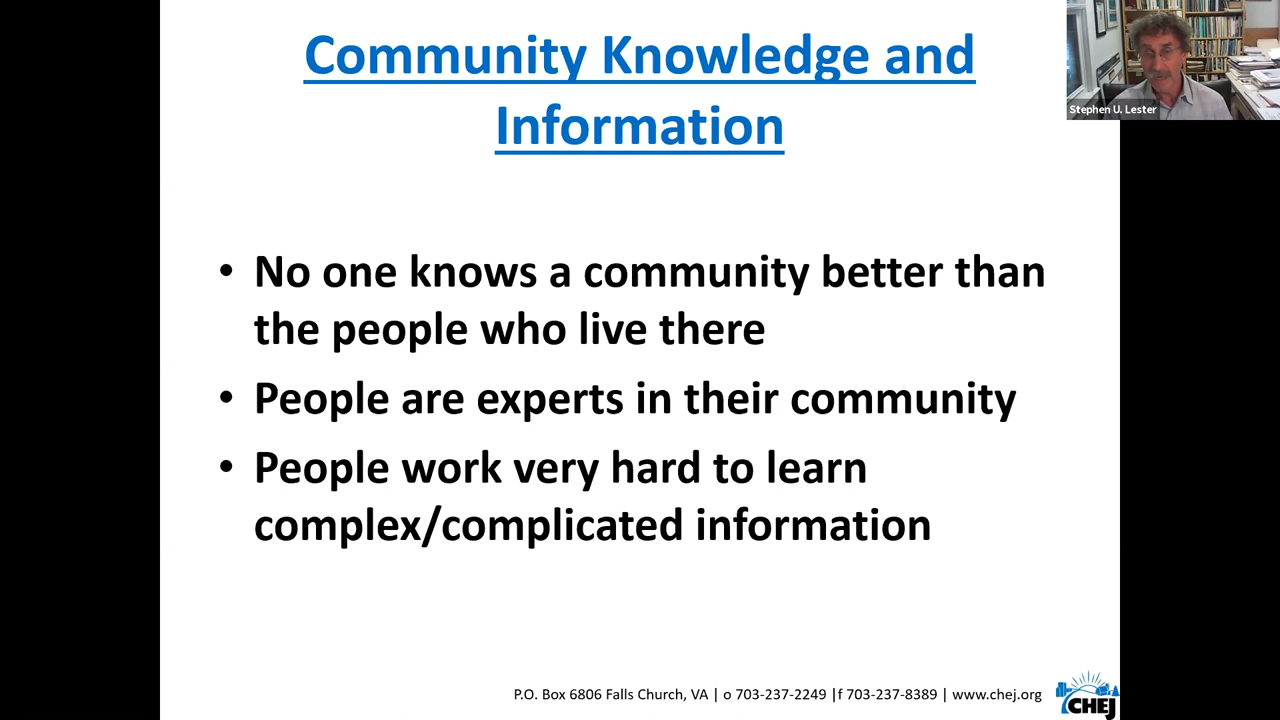 Community Knowledge and
Information
Stephen U. Lester
• No one knows a community better than
the people who live there
• People are experts in their community
• People work very hard to learn
complex/complicated information
P.O. Box 6806 Falls Church, VA | o 703-237-2249 |f 703-237-8389 | www.chej.org
CHEJ